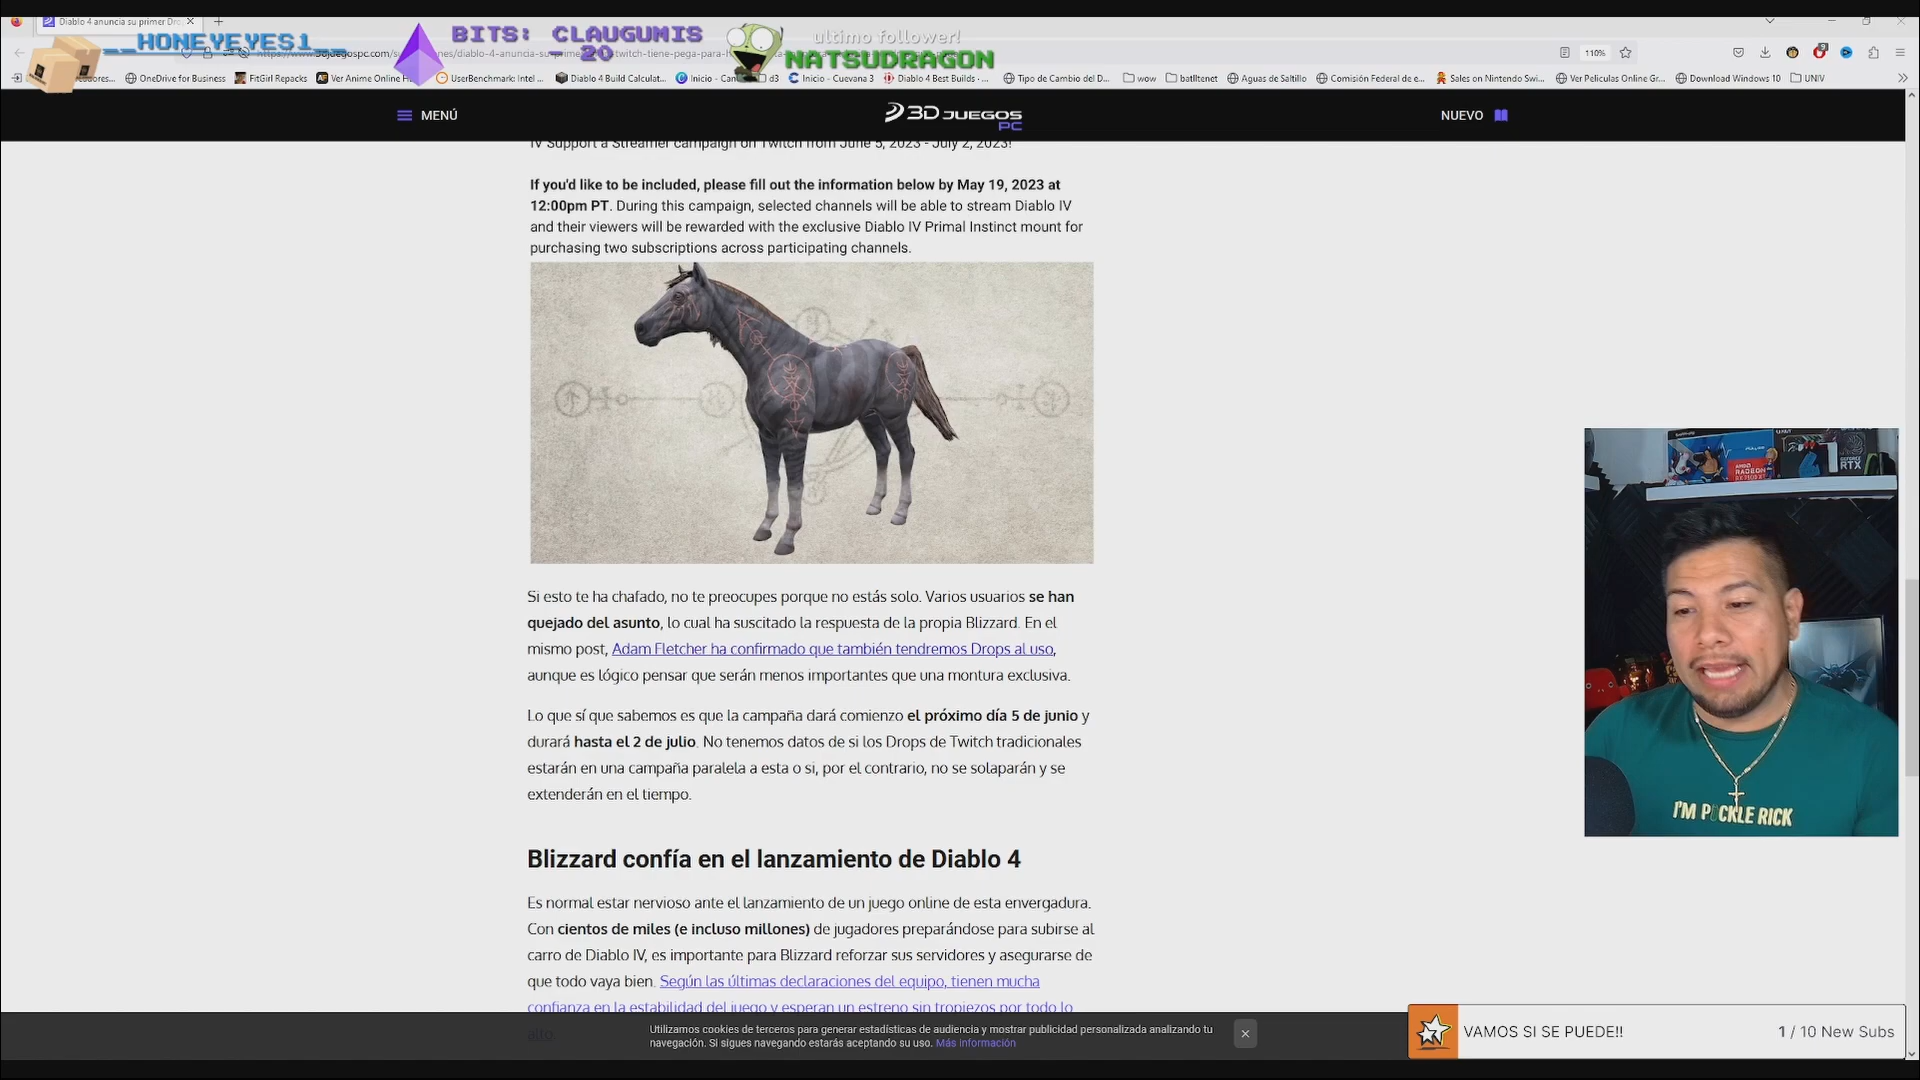 Diablo 4 anuncia su primer Dro
__HONEYEYES1__
BITS: CLAUGUMIS
20
ultimo follower!
NATSUDRAGON
110%
OneDrive for Business
FitGirl Repacks
Ver Anime Online H
UserBenchmark: Intel ...
Diablo 4 Build Calculat...
d3
Inicio - Cuevana 3
Diablo 4 Best Builds - ...
Tipo de Cambio del D...
wow
batlltenet
Aguas de Saltillo
Comisión Federal de e...
Sales on Nintendo Swi...
Ver Peliculas Online Gr...
Download Windows 10
UNIV
MENÚ
3D JUEGOS
PC
NUEVO
IV Support a Streamer campaign on Twitch from June 5, 2023 - July 2, 2023!
If you'd like to be included, please fill out the information below by May 19, 2023 at
12:00pm PT. During this campaign, selected channels will be able to stream Diablo IV
and their viewers will be rewarded with the exclusive Diablo IV Primal Instinct mount for
purchasing two subscriptions across participating channels.
Si esto te ha chafado, no te preocupes porque no estás solo. Varios usuarios se han
quejado del asunto, lo cual ha suscitado la respuesta de la propia Blizzard. En el
mismo post, Adam Fletcher ha confirmado que también tendremos Drops al uso,
aunque es lógico pensar que serán menos importantes que una montura exclusiva.
Lo que sí que sabemos es que la campaña dará comienzo el próximo día 5 de junio y
durará hasta el 2 de julio. No tenemos datos de si los Drops de Twitch tradicionales
estarán en una campaña paralela a esta o si, por el contrario, no se solaparán y se
extenderán en el tiempo.
Blizzard confía en el lanzamiento de Diablo 4
Es normal estar nervioso ante el lanzamiento de un juego online de esta envergadura.
Con cientos de miles (e incluso millones) de jugadores preparándose para subirse al
carro de Diablo IV, es importante para Blizzard reforzar sus servidores y asegurarse de
que todo vaya bien. Según las últimas declaraciones del equipo, tienen mucha
confianza en la estabilidad del juego y esperan un estreno sin tropiezos por todo lo
alto.
Utilizamos cookies de terceros para generar estadísticas de audiencia y mostrar publicidad personalizada analizando tu
navegación. Si sigues navegando estarás aceptando su uso. Más información
AMD
RADEON
GEFORCE
RTX
I'M PICKLE RICK
VAMOS SI SE PUEDE!!
1 / 10 New Subs